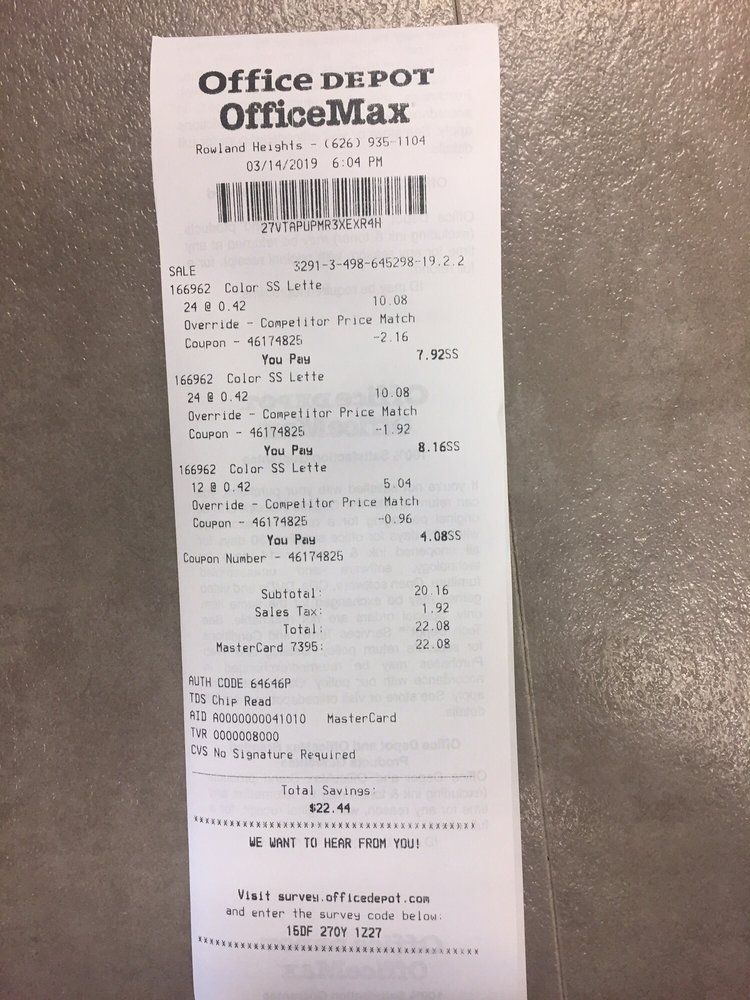 Office DEPOT
OfficeMax
Rowland Heights - (626) 935-1104
03/14/2019 6:04 PM
27VTAPUPMR3XEXR4H
SALE 3291-3-498-645298-19.2.2
166962 Color SS Lette
24 @ 0.42 10.08
Override - Competitor Price Match
Coupon - 46174825 -2.16
You Pay 7.92SS
166962 Color SS Lette
24 @ 0.42 10.08
Override - Competitor Price Match
Coupon - 46174825 -1.92
You Pay 8.16SS
166962 Color SS Lette
12 @ 0.42 5.04
Override - Competitor Price Match
Coupon - 46174825 -0.96
You Pay 4.08SS
Coupon Number - 46174825
Subtotal: 20.16
Sales Tax: 1.92
Total: 22.08
MasterCard 7395: 22.08
AUTH CODE 64646P
TDS Chip Read
AID A0000000041010 MasterCard
TVR 0000008000
CVS No Signature Required
Total Savings:
$22.44
WE WANT TO HEAR FROM YOU!
Visit survey.officedepot.com
and enter the survey code below:
16DF 270Y 1Z27